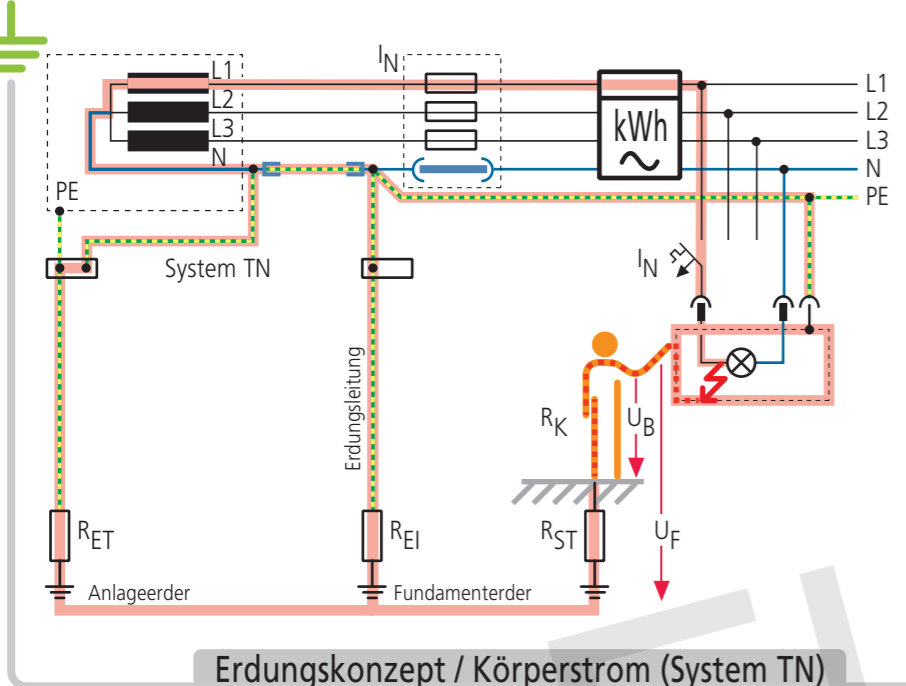 I_N
L1
L2
L3
N
PE
kWh
L1
L2
L3
N
PE
System TN
I_N
Erdungsleitung
R_K
U_B
R_ET
R_EI
R_ST
U_F
Anlageerder
Fundamenterder
Erdungskonzept / Körperstrom (System TN)